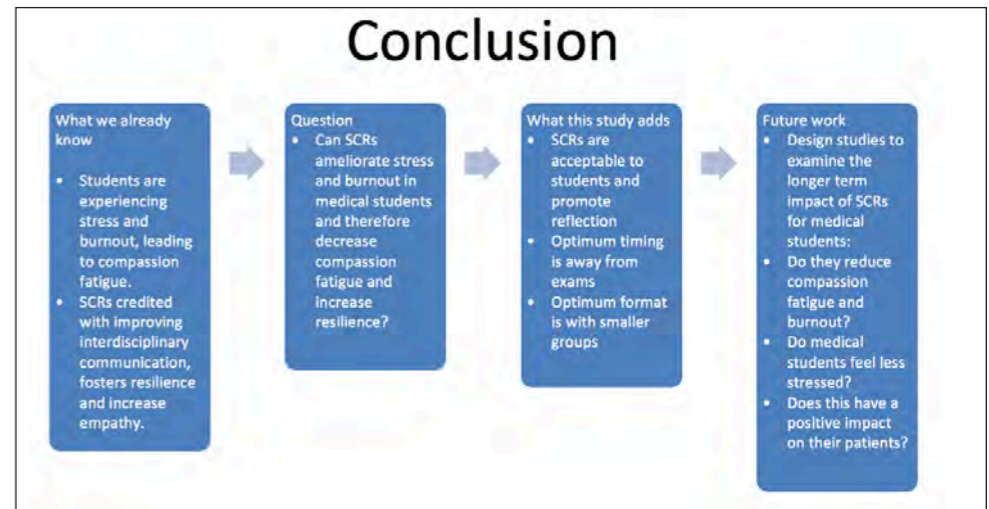 Conclusion
What we already
know
• Students are
experiencing
stress and
burnout, leading
to compassion
fatigue.
• SCRs credited
with improving
interdisciplinary
communication,
fosters resilience
and increase
empathy.
Question
• Can SCRs
ameliorate stress
and burnout in
medical students
and therefore
decrease
compassion
fatigue and
increase
resilience?
What this study adds
• SCRs are
acceptable to
students and
promote
reflection
• Optimum timing
is away from
exams
• Optimum format
is with smaller
groups
Future work
• Design studies to
examine the
longer term
impact of SCRs
for medical
students:
• Do they reduce
compassion
fatigue and
burnout?
• Do medical
students feel less
stressed?
• Does this have a
positive impact
on their patients?